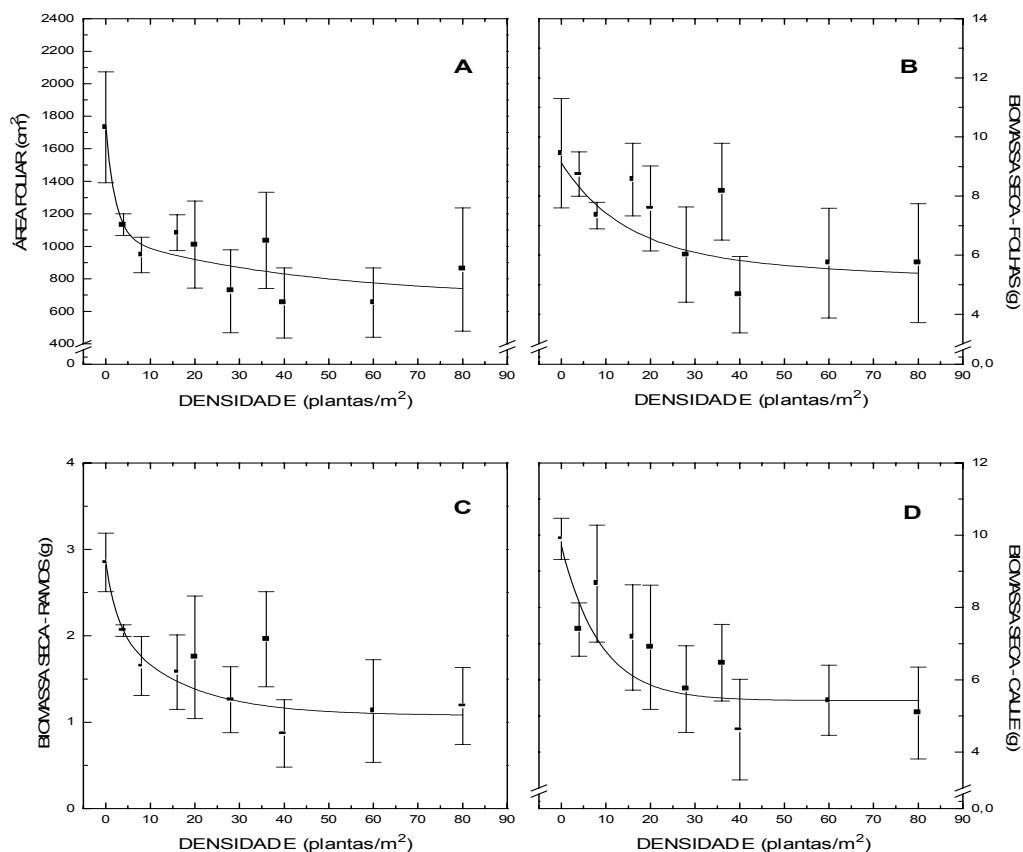 A
ÁREA FOLIAR (cm²)
2400
2200
2000
1800
1600
1400
1200
1000
800
600
400
0
0 10 20 30 40 50 60 70 80 90
DENSIDADE (plantas/m²)
B
BIOMASSA SECA - FOLHAS (g)
14
12
10
8
6
4
0,0
0 10 20 30 40 50 60 70 80 90
DENSIDADE (plantas/m²)
C
BIOMASSA SECA - RAMOS (g)
4
3
2
1
0
0 10 20 30 40 50 60 70 80 90
DENSIDADE (plantas/m²)
D
BIOMASSA SECA - CALLE (g)
12
10
8
6
4
0,0
0 10 20 30 40 50 60 70 80 90
DENSIDADE (plantas/m²)